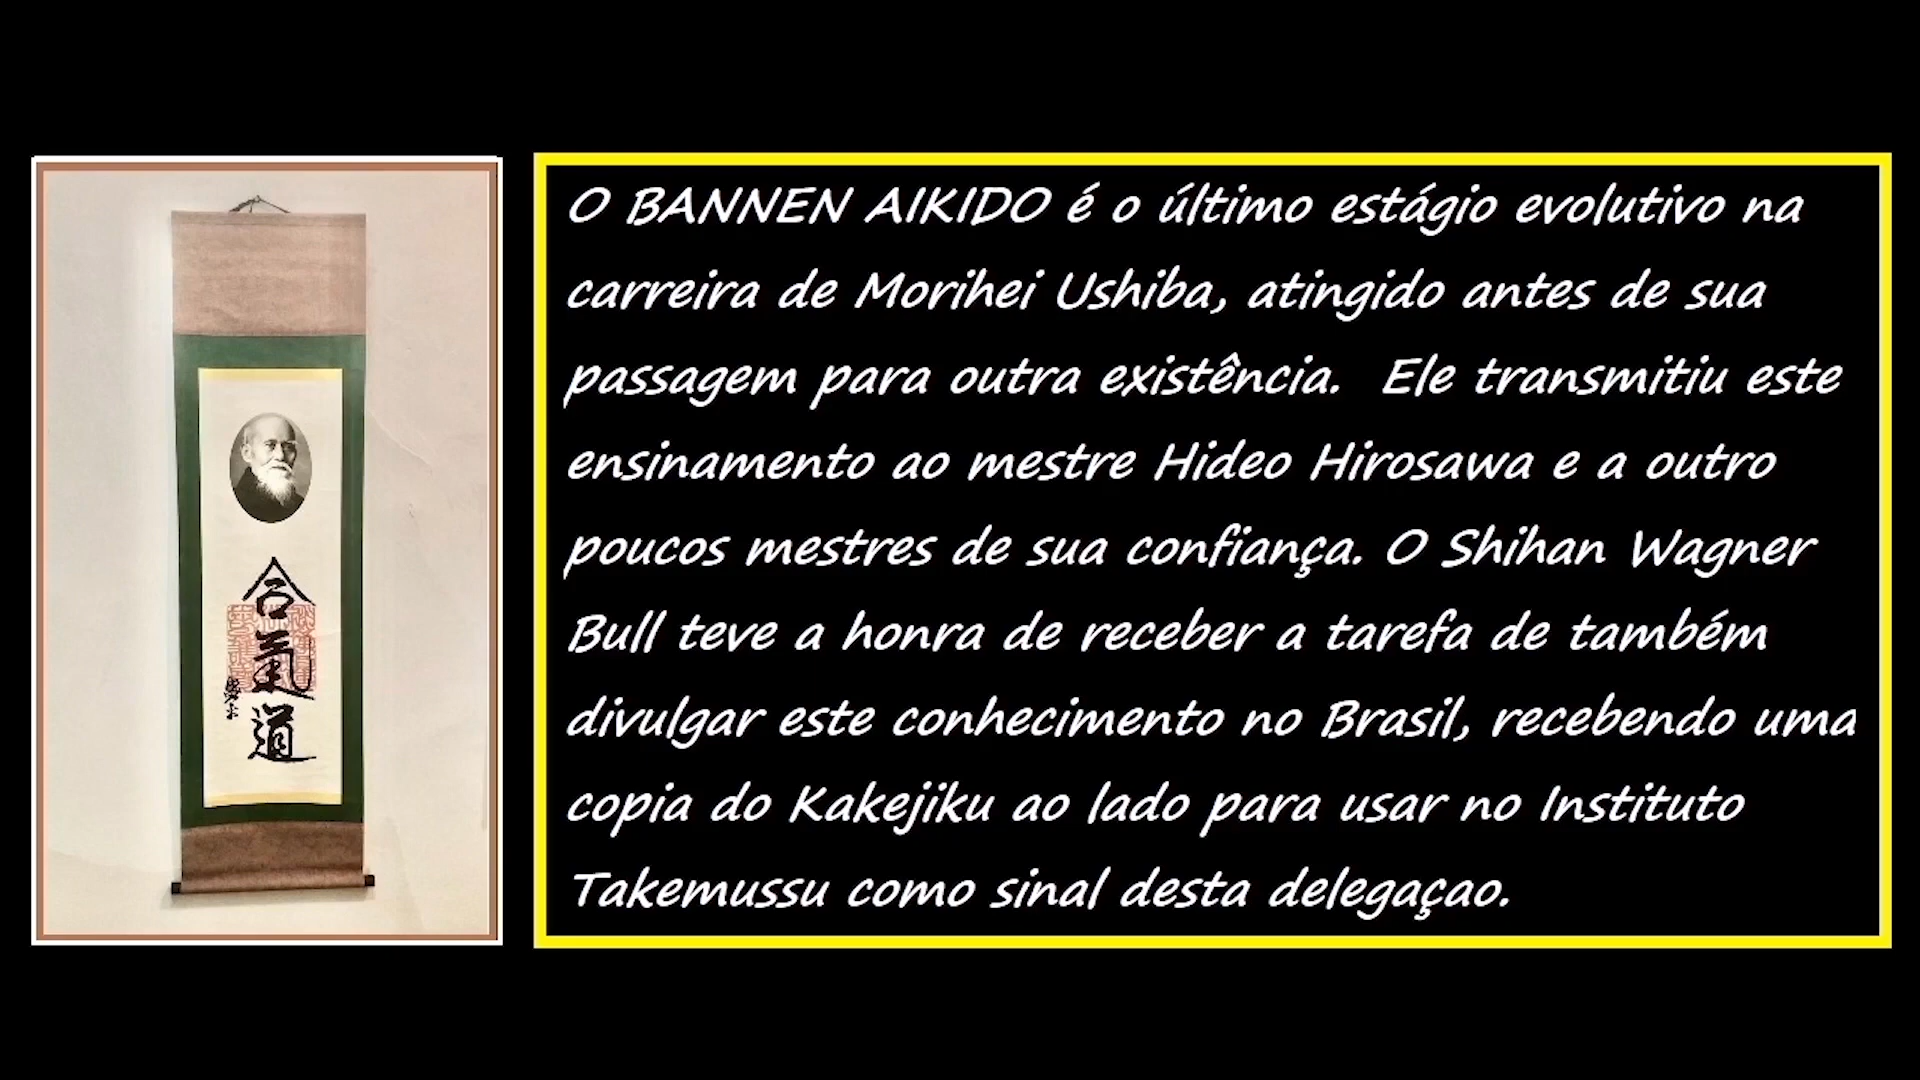 合氣道
O BANNEN AIKIDO é o último estágio evolutivo na
carreira de Morihei Ushiba, atingido antes de sua
passagem para outra existência. Ele transmitiu este
ensinamento ao mestre Hideo Hirosawa e a outro
poucos mestres de sua confiança. O Shihan Wagner
Bull teve a honra de receber a tarefa de também
divulgar este conhecimento no Brasil, recebendo uma
copia do Kakejiku ao lado para usar no Instituto
Takemussu como sinal desta delegaçao.